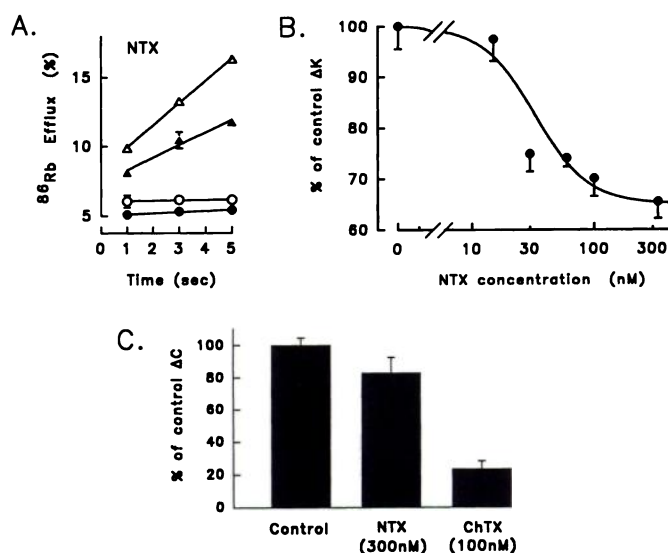 A.
NTX
86Rb Efflux (%)
15
10
5
0 1 2 3 4 5
Time (sec)
B.
% of control ΔK
100
90
80
70
60
0 10 30 100 300
NTX concentration (nM)
C.
% of control ΔC
100
80
60
40
20
0
Control NTX ChTX
(300nM) (100nM)